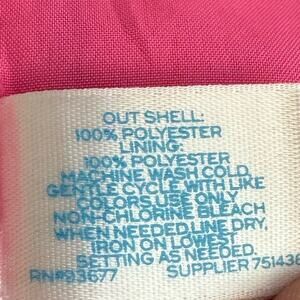 OUT SHELL:
100% POLYESTER
LINING:
100% POLYESTER
MACHINE WASH COLD,
GENTLE CYCLE WITH LIKE
COLORS USE ONLY
NON-CHLORINE BLEACH
WHEN NEEDED LINE DRY,
IRON ON LOWEST
SETTING AS NEEDED.
RN#93677 SUPPLIER 751438